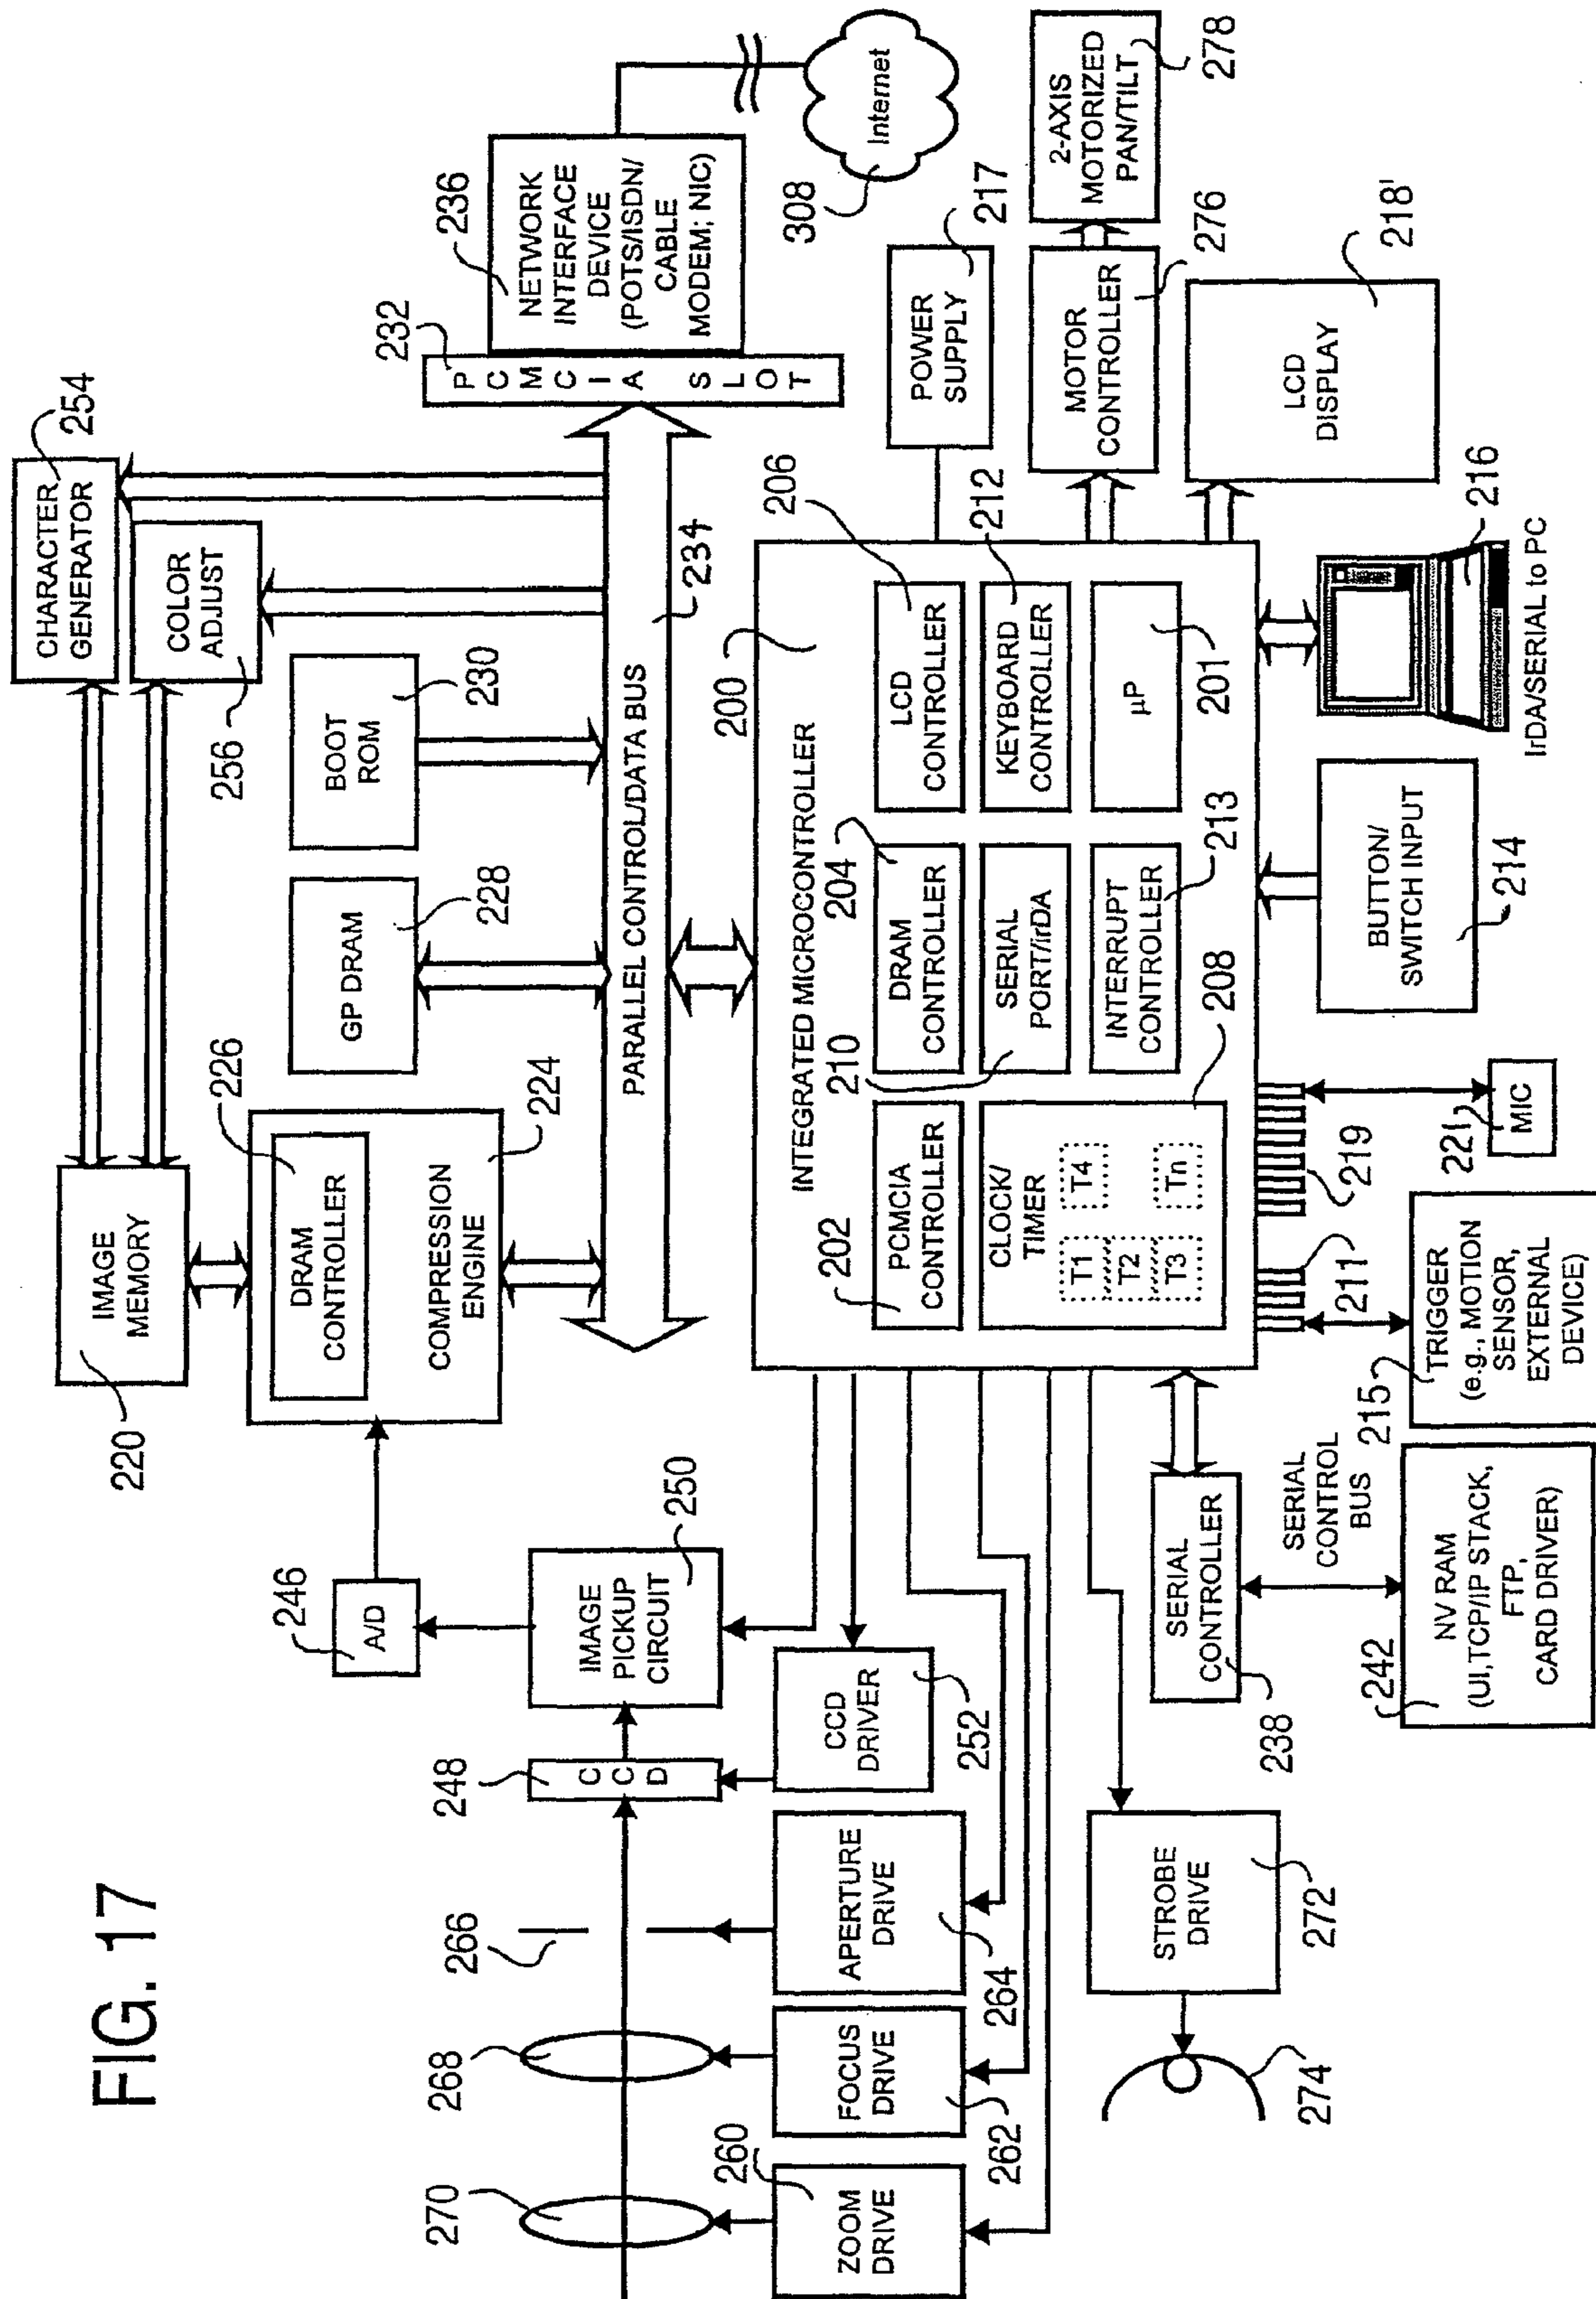 FIG. 17
270
268
266
248
C
C
D
250
IMAGE
PICKUP
CIRCUIT
246
A/D
220
IMAGE
MEMORY
226
DRAM
CONTROLLER
COMPRESSION
ENGINE
224
GP DRAM
228
BOOT
ROM
230
CHARACTER
GENERATOR
254
COLOR
ADJUST
256
PARALLEL CONTROL/DATA BUS
234
232
P
C
M
C
I
A
S
L
O
T
236
NETWORK
INTERFACE
DEVICE
(POTS/ISDN/
CABLE
MODEM; NIC)
Internet
308
260
ZOOM
DRIVE
FOCUS
DRIVE
262
APERTURE
DRIVE
264
CCD
DRIVER
252
INTEGRATED MICROCONTROLLER
200
202
PCMCIA
CONTROLLER
204
DRAM
CONTROLLER
LCD
CONTROLLER
206
CLOCK/
TIMER
T1
T2
T3
T4
Tn
208
210
SERIAL
PORT/irDA
KEYBOARD
CONTROLLER
212
INTERRUPT
CONTROLLER
213
μP
201
POWER
SUPPLY
217
MOTOR
CONTROLLER
276
2-AXIS
MOTORIZED
PAN/TILT
278
LCD
DISPLAY
218'
STROBE
DRIVE
272
274
SERIAL
CONTROLLER
238
SERIAL
CONTROL
BUS
242
NV RAM
(UI,TCP/IP STACK,
FTP,
CARD DRIVER)
211
215
TRIGGER
(e.g., MOTION
SENSOR,
EXTERNAL
DEVICE)
219
221
MIC
BUTTON/
SWITCH INPUT
214
216
IrDA/SERIAL to PC